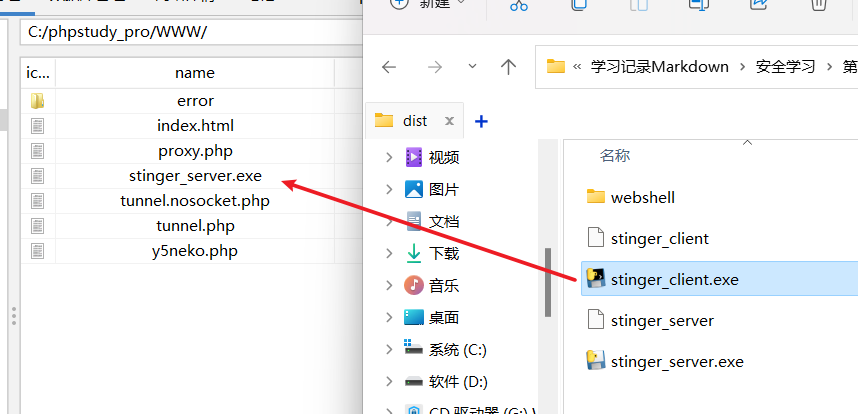 C:/phpstudy_pro/WWW/
ic...
name
error
index.html
proxy.php
stinger_server.exe
tunnel.nosocket.php
tunnel.php
y5neko.php
新建
« 学习记录Markdown > 安全学习 > 第
dist
视频
图片
文档
下载
音乐
桌面
系统 (C:)
软件 (D:)
CD 驱动器 (G:)
名称
webshell
stinger_client
stinger_client.exe
stinger_server
stinger_server.exe